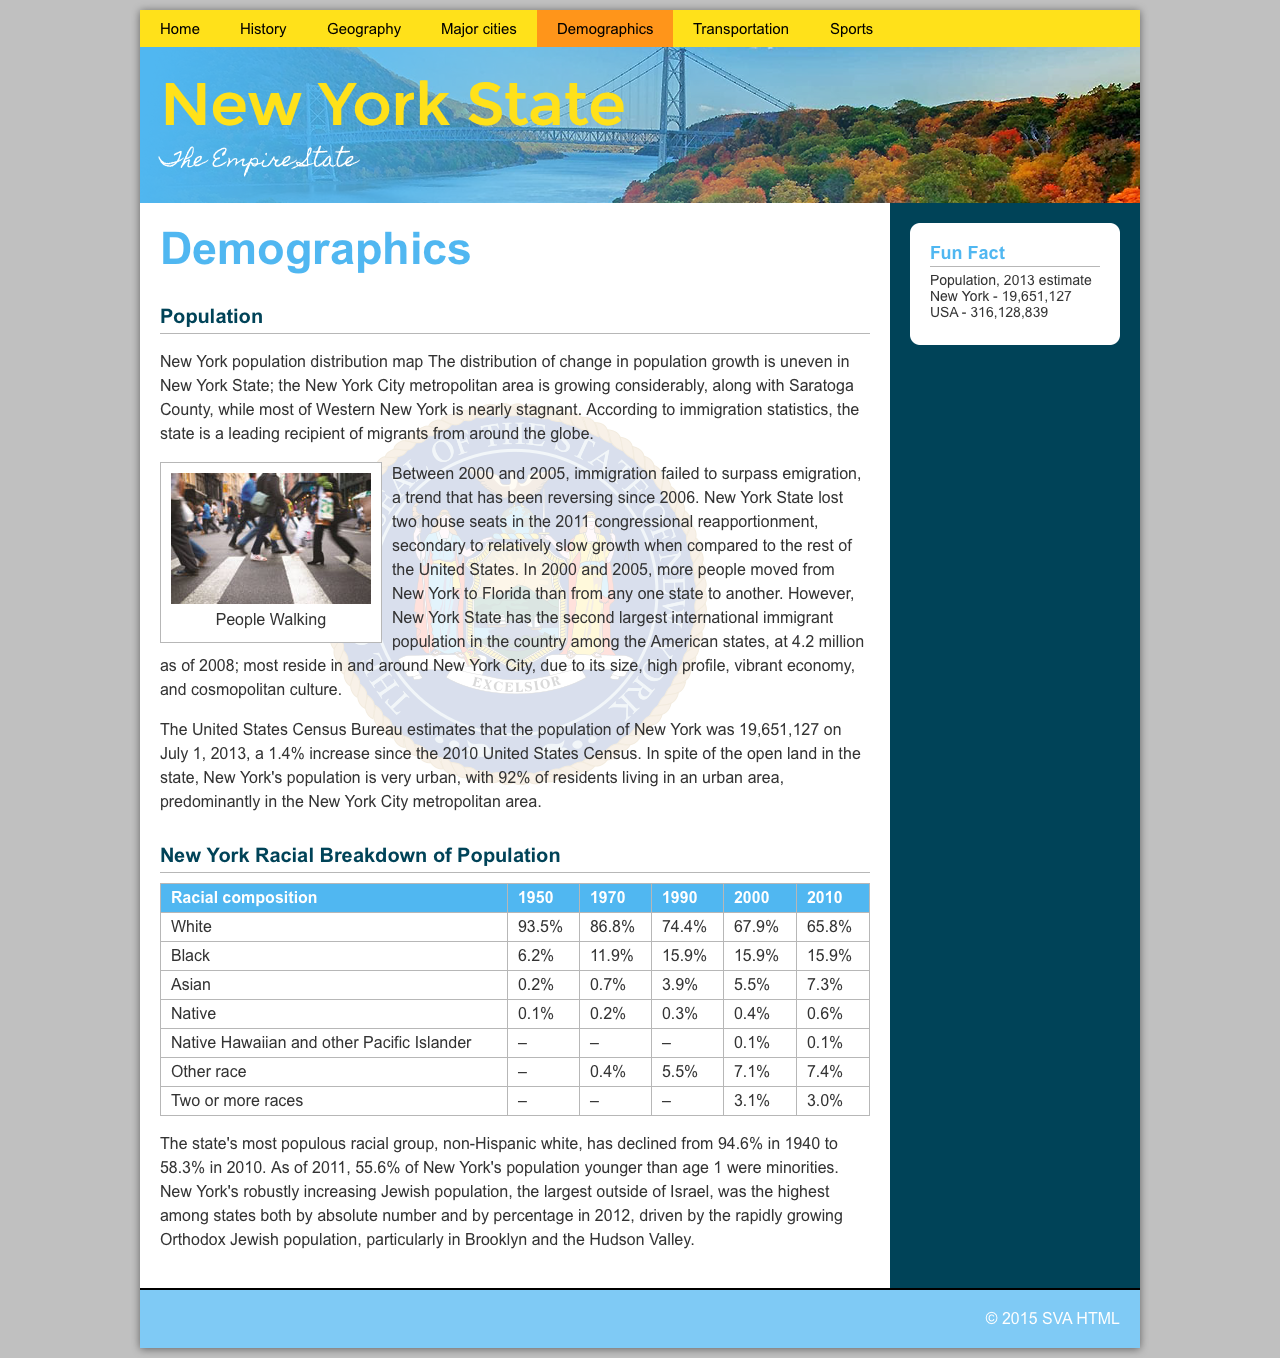 Home History Geography Major cities Demographics Transportation Sports
New York State
The Empire State
Demographics
Population
New York population distribution map The distribution of change in population growth is uneven in
New York State; the New York City metropolitan area is growing considerably, along with Saratoga
County, while most of Western New York is nearly stagnant. According to immigration statistics, the
state is a leading recipient of migrants from around the globe.
People Walking
Between 2000 and 2005, immigration failed to surpass emigration,
a trend that has been reversing since 2006. New York State lost
two house seats in the 2011 congressional reapportionment,
secondary to relatively slow growth when compared to the rest of
the United States. In 2000 and 2005, more people moved from
New York to Florida than from any one state to another. However,
New York State has the second largest international immigrant
population in the country among the American states, at 4.2 million
as of 2008; most reside in and around New York City, due to its size, high profile, vibrant economy,
and cosmopolitan culture.
THE SEAL OF THE STATE OF NEW YORK
EXCELSIOR
The United States Census Bureau estimates that the population of New York was 19,651,127 on
July 1, 2013, a 1.4% increase since the 2010 United States Census. In spite of the open land in the
state, New York's population is very urban, with 92% of residents living in an urban area,
predominantly in the New York City metropolitan area.
New York Racial Breakdown of Population
Racial composition 1950 1970 1990 2000 2010
White 93.5% 86.8% 74.4% 67.9% 65.8%
Black 6.2% 11.9% 15.9% 15.9% 15.9%
Asian 0.2% 0.7% 3.9% 5.5% 7.3%
Native 0.1% 0.2% 0.3% 0.4% 0.6%
Native Hawaiian and other Pacific Islander – – – 0.1% 0.1%
Other race – 0.4% 5.5% 7.1% 7.4%
Two or more races – – – 3.1% 3.0%
The state's most populous racial group, non-Hispanic white, has declined from 94.6% in 1940 to
58.3% in 2010. As of 2011, 55.6% of New York's population younger than age 1 were minorities.
New York's robustly increasing Jewish population, the largest outside of Israel, was the highest
among states both by absolute number and by percentage in 2012, driven by the rapidly growing
Orthodox Jewish population, particularly in Brooklyn and the Hudson Valley.
Fun Fact
Population, 2013 estimate
New York - 19,651,127
USA - 316,128,839
© 2015 SVA HTML